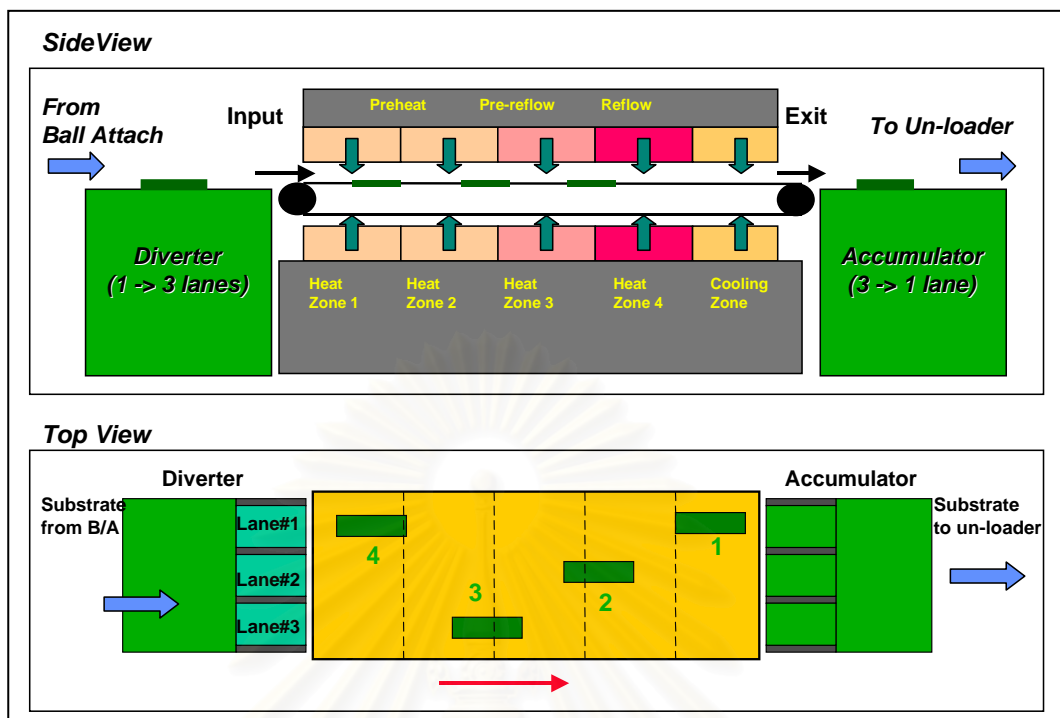 SideView
From
Ball Attach
Input
Preheat
Pre-reflow
Reflow
Exit
To Un-loader
Diverter
(1 -> 3 lanes)
Accumulator
(3 -> 1 lane)
Heat
Zone 1
Heat
Zone 2
Heat
Zone 3
Heat
Zone 4
Cooling
Zone
Top View
Diverter
Accumulator
Substrate
from B/A
Lane#1
Lane#2
Lane#3
4
3
2
1
Substrate
to un-loader